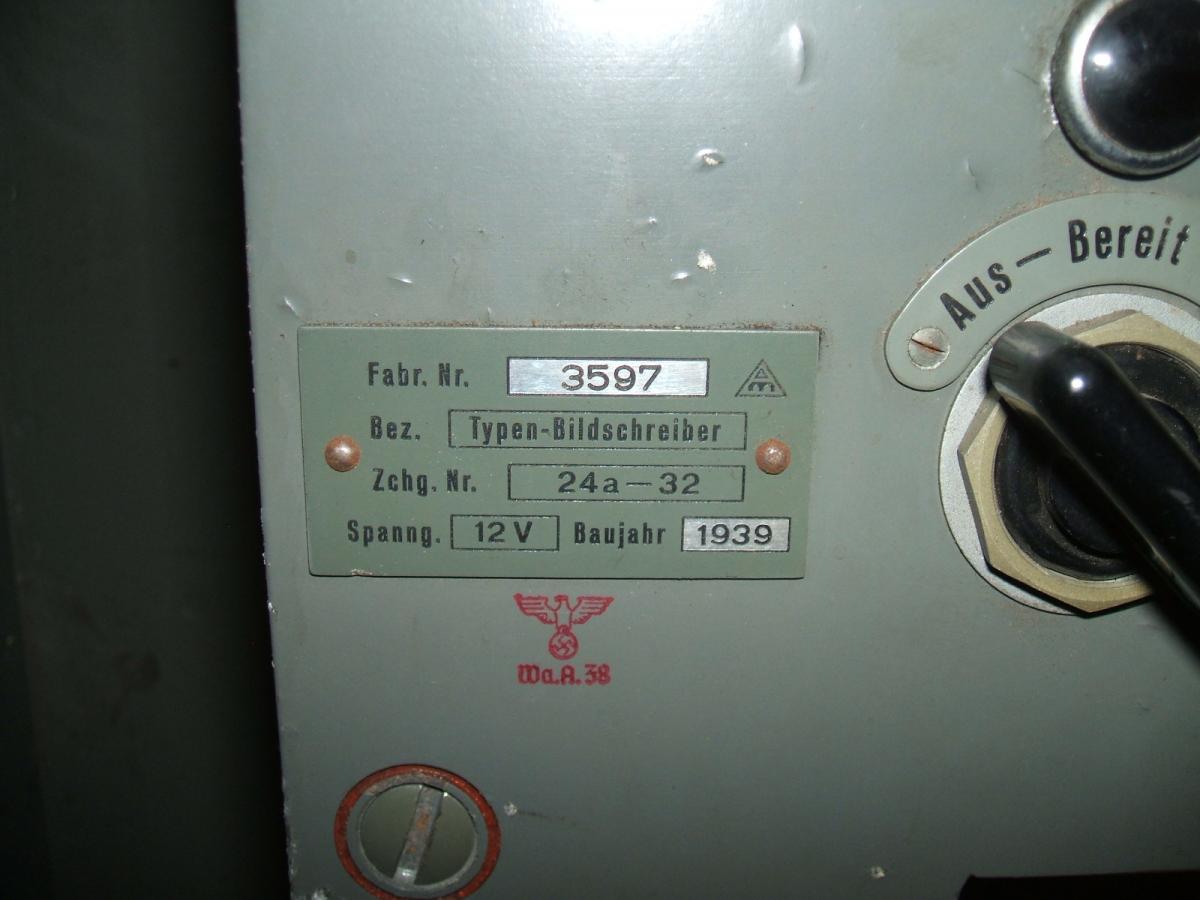 Aus – Bereit
Fabr. Nr. 3597
Bez. Typen-Bildschreiber
Zchg. Nr. 24a–32
Spanng. 12 V Baujahr 1939
Wa.A. 38